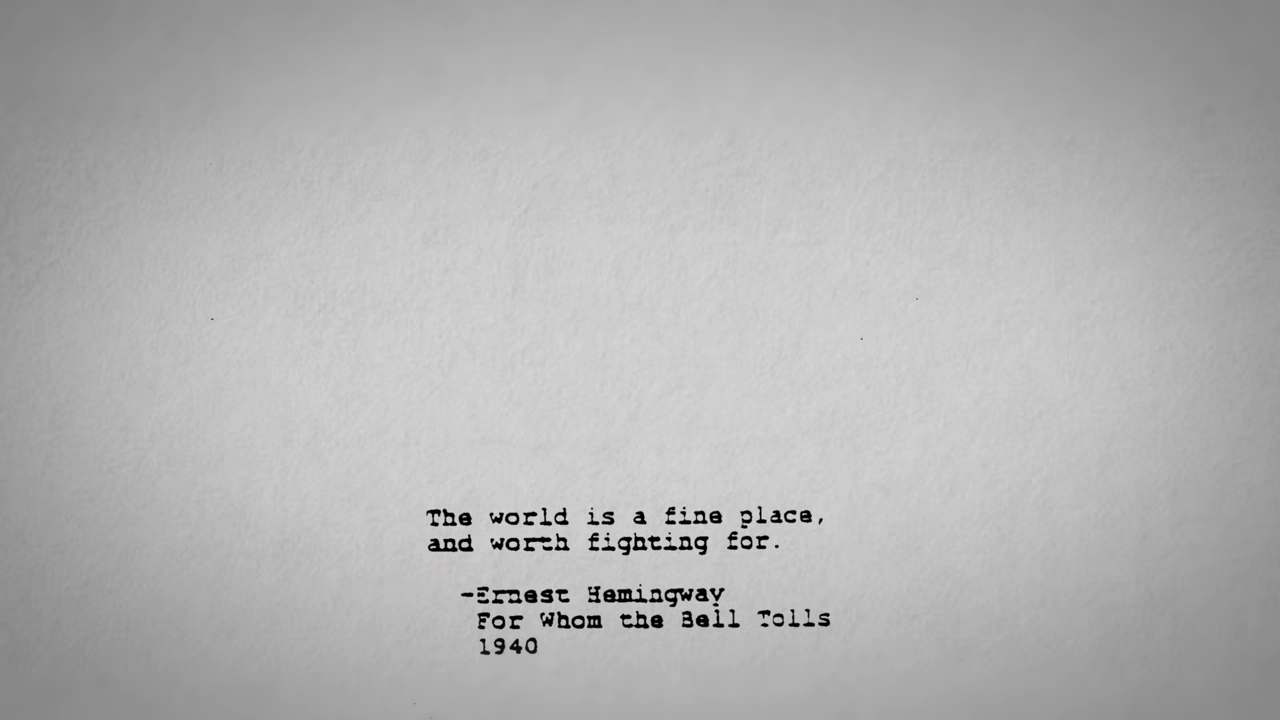 The world is a fine place,
and worth fighting for.
-Ernest Hemingway
For Whom the Bell Tolls
1940